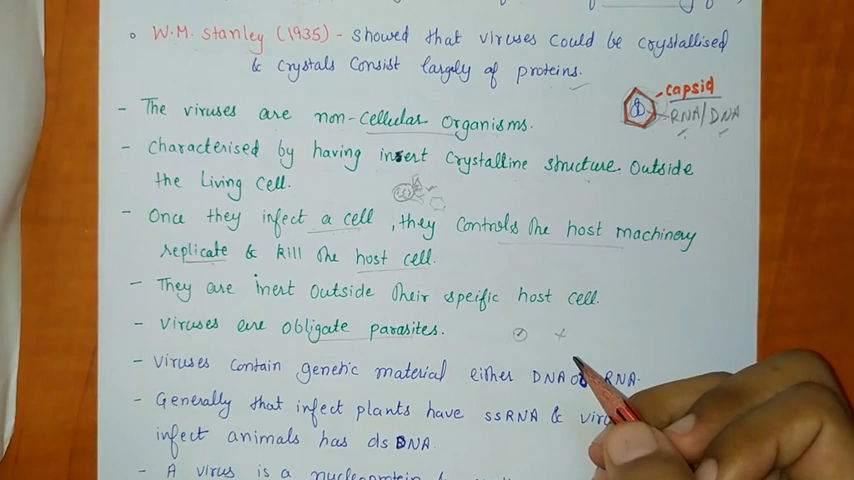 W.M. Stanley (1935) - Showed that viruses could be crystallised
& crystals consist largely of proteins.
capsid
RNA/DNA
- The viruses are non-cellular organisms.
- characterised by having inert crystalline structure. Outside
the living cell.
- Once they infect a cell, they controls the host machinery
replicate & kill the host cell.
- They are inert outside their speific host cell.
- Viruses are obligate parasites.
- Viruses contain genetic material either DNA or RNA.
- Generally that infect plants have ssRNA &
infect animals has ds DNA.
- A virus is a nucleoprotein